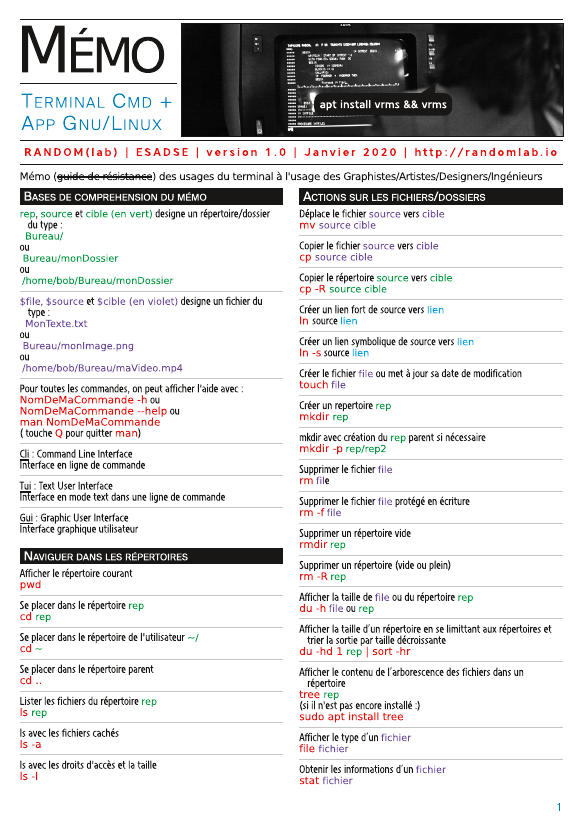 MÉMO
TERMINAL CMD +
APP GNU/LINUX
apt install vrms && vrms
RANDOM(lab) | ESADSE | version 1.0 | Janvier 2020 | http://randomlab.io
Mémo (guide de résistance) des usages du terminal à l'usage des Graphistes/Artistes/Designers/Ingénieurs
BASES DE COMPREHENSION DU MÉMO
rep, source et cible (en vert) designe un répertoire/dossier
du type :
Bureau/
ou
Bureau/monDossier
ou
/home/bob/Bureau/monDossier
$file, $source et $cible (en violet) designe un fichier du
type :
MonTexte.txt
ou
Bureau/monImage.png
ou
/home/bob/Bureau/maVideo.mp4
Pour toutes les commandes, on peut afficher l'aide avec :
NomDeMaCommande -h ou
NomDeMaCommande --help ou
man NomDeMaCommande
( touche Q pour quitter man)
Cli : Command Line Interface
Interface en ligne de commande
Tui : Text User Interface
Interface en mode text dans une ligne de commande
Gui : Graphic User Interface
Interface graphique utilisateur
NAVIGUER DANS LES RÉPERTOIRES
Afficher le répertoire courant
pwd
Se placer dans le répertoire rep
cd rep
Se placer dans le répertoire de l'utilisateur ~/
cd ~
Se placer dans le répertoire parent
cd ..
Lister les fichiers du répertoire rep
ls rep
ls avec les fichiers cachés
ls -a
ls avec les droits d'accès et la taille
ls -l
ACTIONS SUR LES FICHIERS/DOSSIERS
Déplace le fichier source vers cible
mv source cible
Copier le fichier source vers cible
cp source cible
Copier le répertoire source vers cible
cp -R source cible
Créer un lien fort de source vers lien
ln source lien
Créer un lien symbolique de source vers lien
ln -s source lien
Créer le fichier file ou met à jour sa date de modification
touch file
Créer un repertoire rep
mkdir rep
mkdir avec création du rep parent si nécessaire
mkdir -p rep/rep2
Supprimer le fichier file
rm file
Supprimer le fichier file protégé en écriture
rm -f file
Supprimer un répertoire vide
rmdir rep
Supprimer un répertoire (vide ou plein)
rm -R rep
Afficher la taille de file ou du répertoire rep
du -h file ou rep
Afficher la taille d'un répertoire en se limittant aux répertoires et
trier la sortie par taille décroissante
du -hd 1 rep | sort -hr
Afficher le contenu de l'arborescence des fichiers dans un
répertoire
tree rep
(si il n'est pas encore installé :)
sudo apt install tree
Afficher le type d'un fichier
file fichier
Obtenir les informations d'un fichier
stat fichier
1